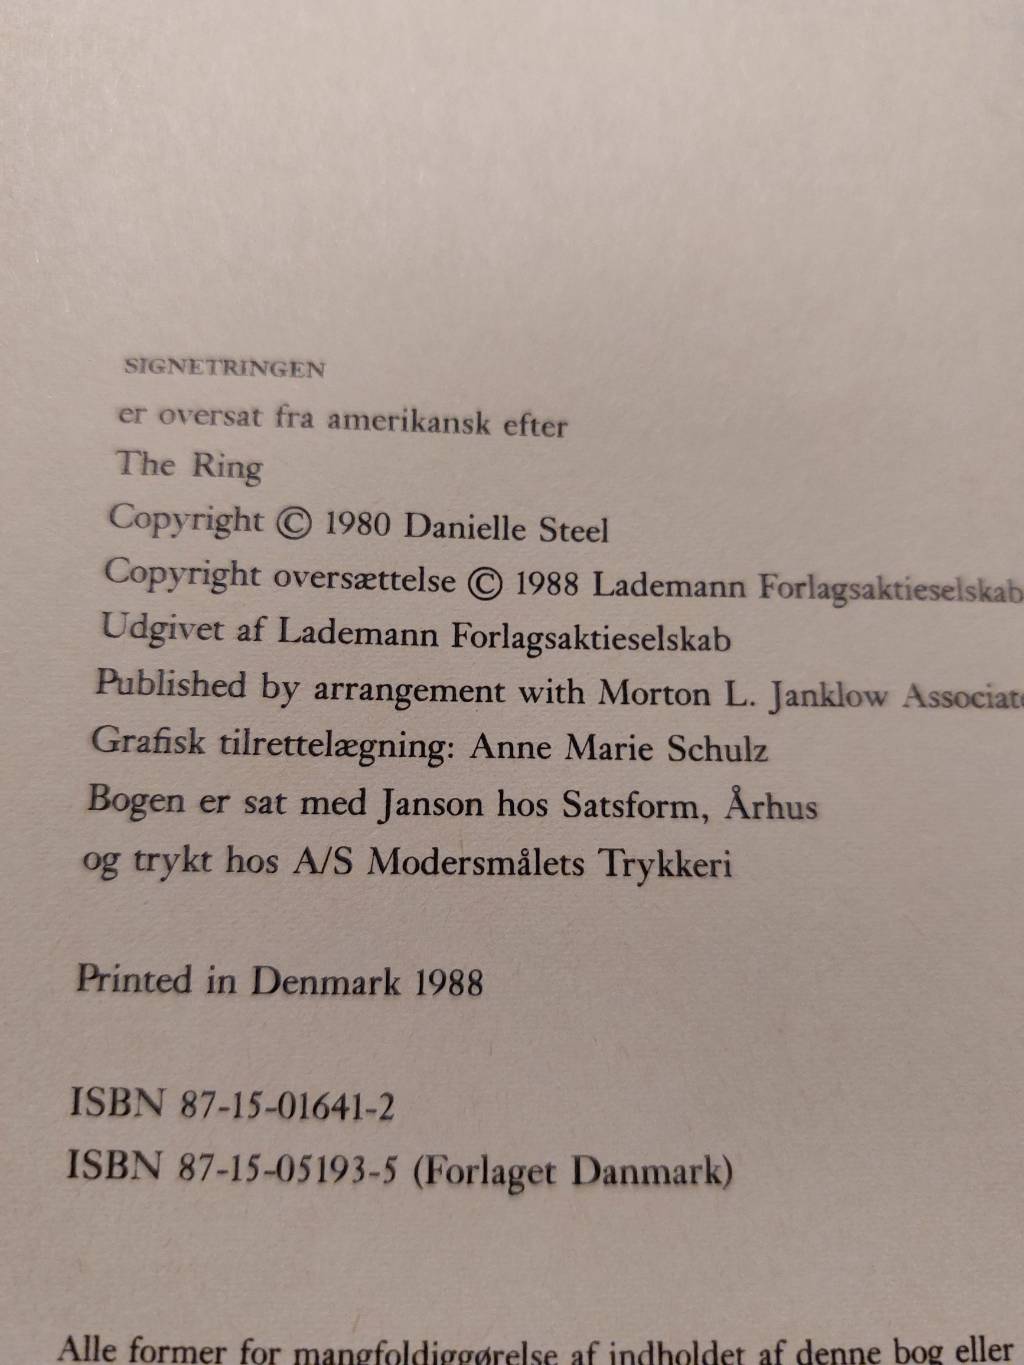 SIGNETRINGEN
er oversat fra amerikansk efter
The Ring
Copyright © 1980 Danielle Steel
Copyright oversættelse © 1988 Lademann Forlagsaktieselskab
Udgivet af Lademann Forlagsaktieselskab
Published by arrangement with Morton L. Janklow Associate
Grafisk tilrettelægning: Anne Marie Schulz
Bogen er sat med Janson hos Satsform, Århus
og trykt hos A/S Modersmålets Trykkeri
Printed in Denmark 1988
ISBN 87-15-01641-2
ISBN 87-15-05193-5 (Forlaget Danmark)
Alle former for mangfoldiggørelse af indholdet af denne bog eller